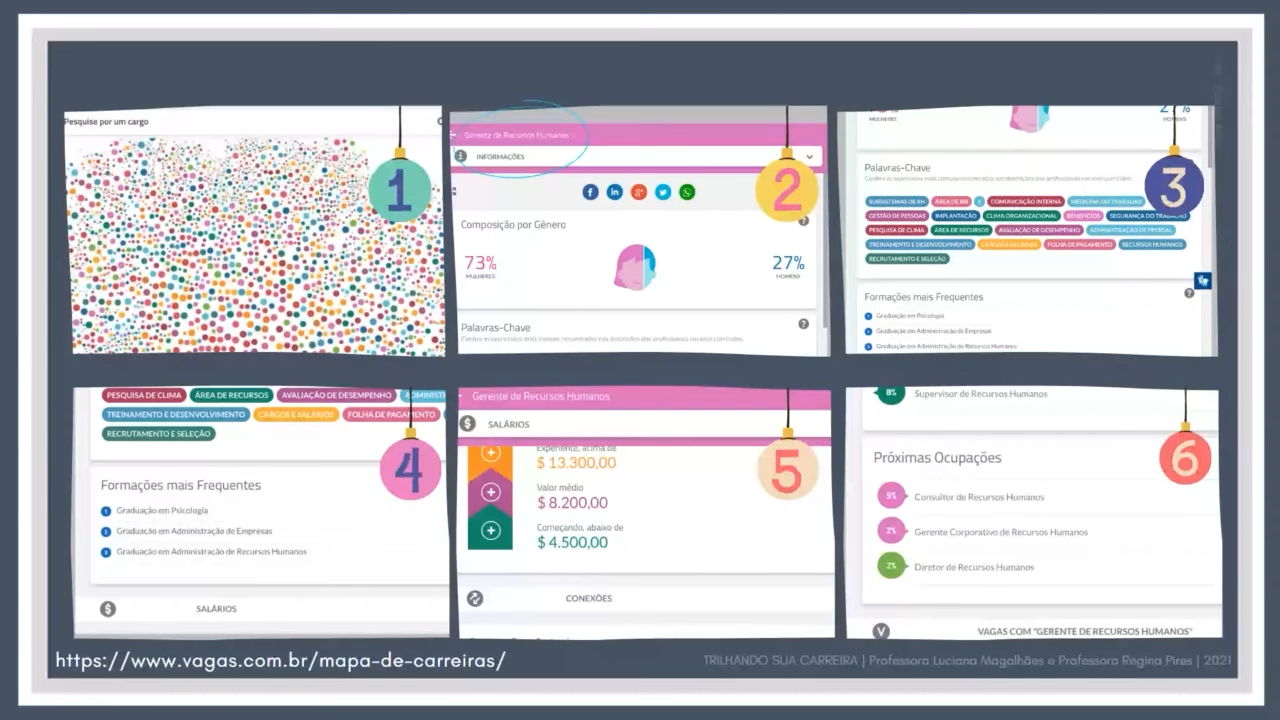 Pesquise por um cargo
1
Gerente de Recursos Humanos
INFORMAÇÕES
2
Composição por Gênero
73%
MULHERES
27%
HOMENS
Palavras-Chave
MULHERES
HOMENS
3
Palavras-Chave
SUBSISTEMAS DE RH ÁREA DE RH COMUNICAÇÃO INTERNA MEDICINA DO TRABALHO
GESTÃO DE PESSOAS IMPLANTAÇÃO CLIMA ORGANIZACIONAL BENEFÍCIOS SEGURANÇA DO TRABALHO
PESQUISA DE CLIMA ÁREA DE RECURSOS AVALIAÇÃO DE DESEMPENHO ADMINISTRAÇÃO DE PESSOAL
TREINAMENTO E DESENVOLVIMENTO CARGOS E SALÁRIOS FOLHA DE PAGAMENTO RECURSOS HUMANOS
RECRUTAMENTO E SELEÇÃO
Formações mais Frequentes
Graduação em Psicologia
Graduação em Administração de Empresas
Graduação em Administração de Recursos Humanos
PESQUISA DE CLIMA ÁREA DE RECURSOS AVALIAÇÃO DE DESEMPENHO ADMINISTI
TREINAMENTO E DESENVOLVIMENTO CARGOS E SALÁRIOS FOLHA DE PAGAMENTO
RECRUTAMENTO E SELEÇÃO
4
Formações mais Frequentes
Graduação em Psicologia
Graduação em Administração de Empresas
Graduação em Administração de Recursos Humanos
$ SALÁRIOS
Gerente de Recursos Humanos
$ SALÁRIOS
5
Experiente, acima de
$ 13.300,00
Valor médio
$ 8.200,00
Começando, abaixo de
$ 4.500,00
CONEXÕES
8% Supervisor de Recursos Humanos
6
Próximas Ocupações
5% Consultor de Recursos Humanos
2% Gerente Corporativo de Recursos Humanos
2% Diretor de Recursos Humanos
V VAGAS COM "GERENTE DE RECURSOS HUMANOS"
https://www.vagas.com.br/mapa-de-carreiras/
TRILHANDO SUA CARREIRA | Professora Luciana Magalhães e Professora Regina Pires | 2021